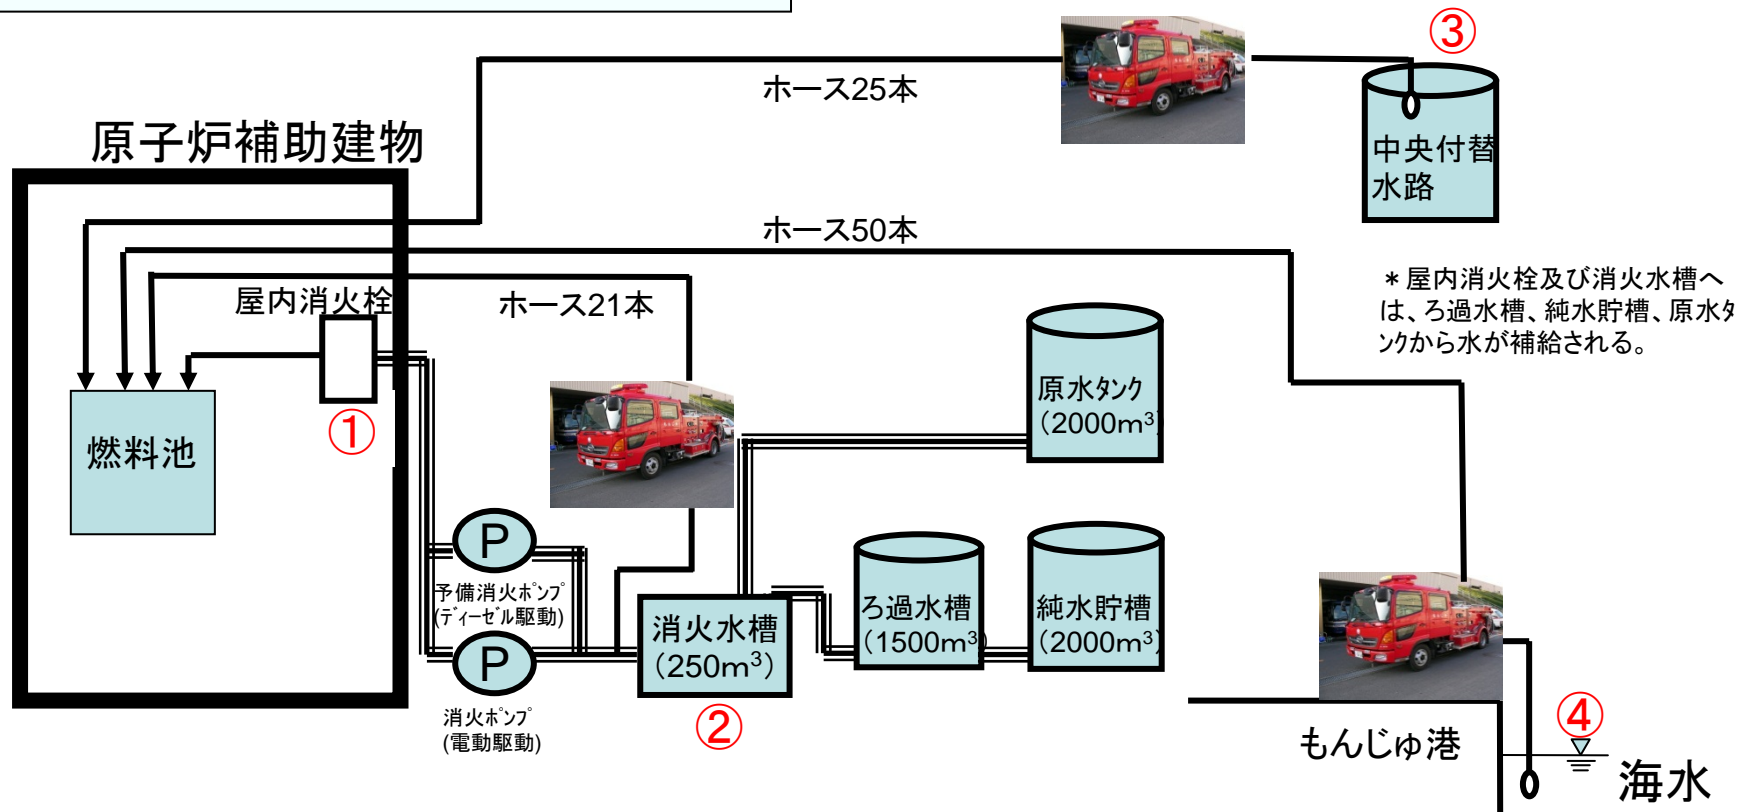 ③
ホース25本
中央付替
水路
原子炉補助建物
ホース50本
*屋内消火栓及び消火水槽へ
は、ろ過水槽、純水貯槽、原水タ
ンクから水が補給される。
屋内消火栓
ホース21本
①
燃料池
原水タンク
(2000m³)
P
予備消火ポンプ
(ディーゼル駆動)
P
消火ポンプ
(電動駆動)
消火水槽
(250m³)
②
ろ過水槽
(1500m³)
純水貯槽
(2000m³)
もんじゅ港
④
海水